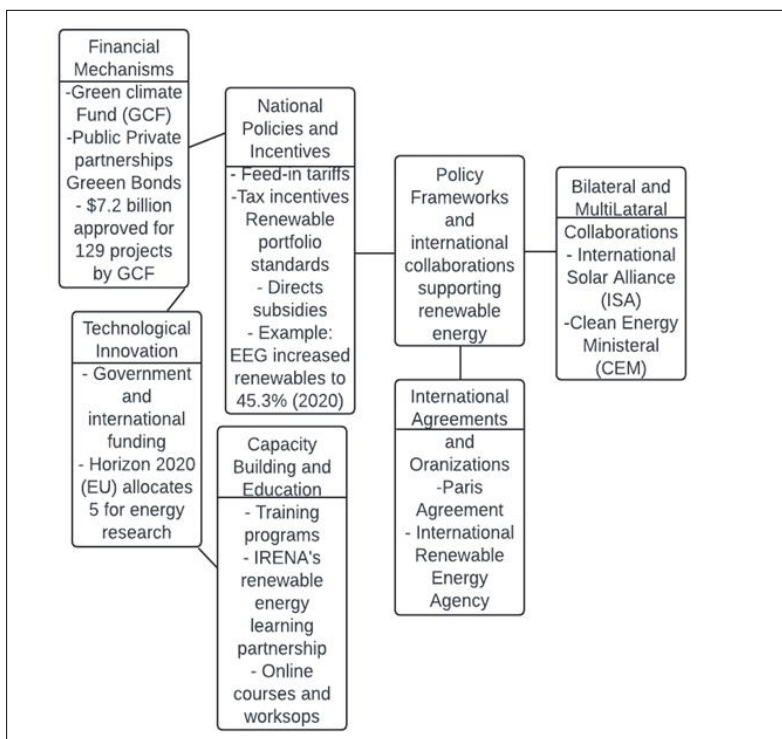 Financial
Mechanisms
-Green climate
Fund (GCF)
-Public Private
partnerships
Greeen Bonds
- $7.2 billion
approved for
129 projects
by GCF
National
Policies and
Incentives
- Feed-in tariffs
-Tax incentives
Renewable
portfolio
standards
- Directs
subsidies
- Example:
EEG increased
renewables to
45.3% (2020)
Policy
Frameworks
and
international
collaborations
supporting
renewable
energy
Bilateral and
MultiLataral
Collaborations
- International
Solar Alliance
(ISA)
-Clean Energy
Ministeral
(CEM)
Technological
Innovation
- Government
and
international
funding
- Horizon 2020
(EU) allocates
5 for energy
research
International
Agreements
and
Oranizations
-Paris
Agreement
- International
Renewable
Energy
Agency
Capacity
Building and
Education
- Training
programs
- IRENA's
renewable
energy
learning
partnership
- Online
courses and
worksops